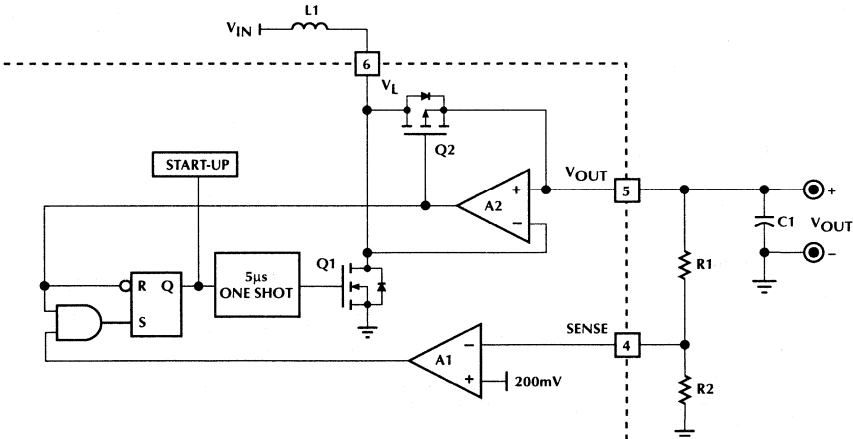 L1
VIN
6
VL
Q2
START-UP
A2
+
−
VOUT
5
+
C1
VOUT
−
R1
Q1
R Q
S
5µs
ONE SHOT
SENSE
4
A1
−
+
200mV
R2